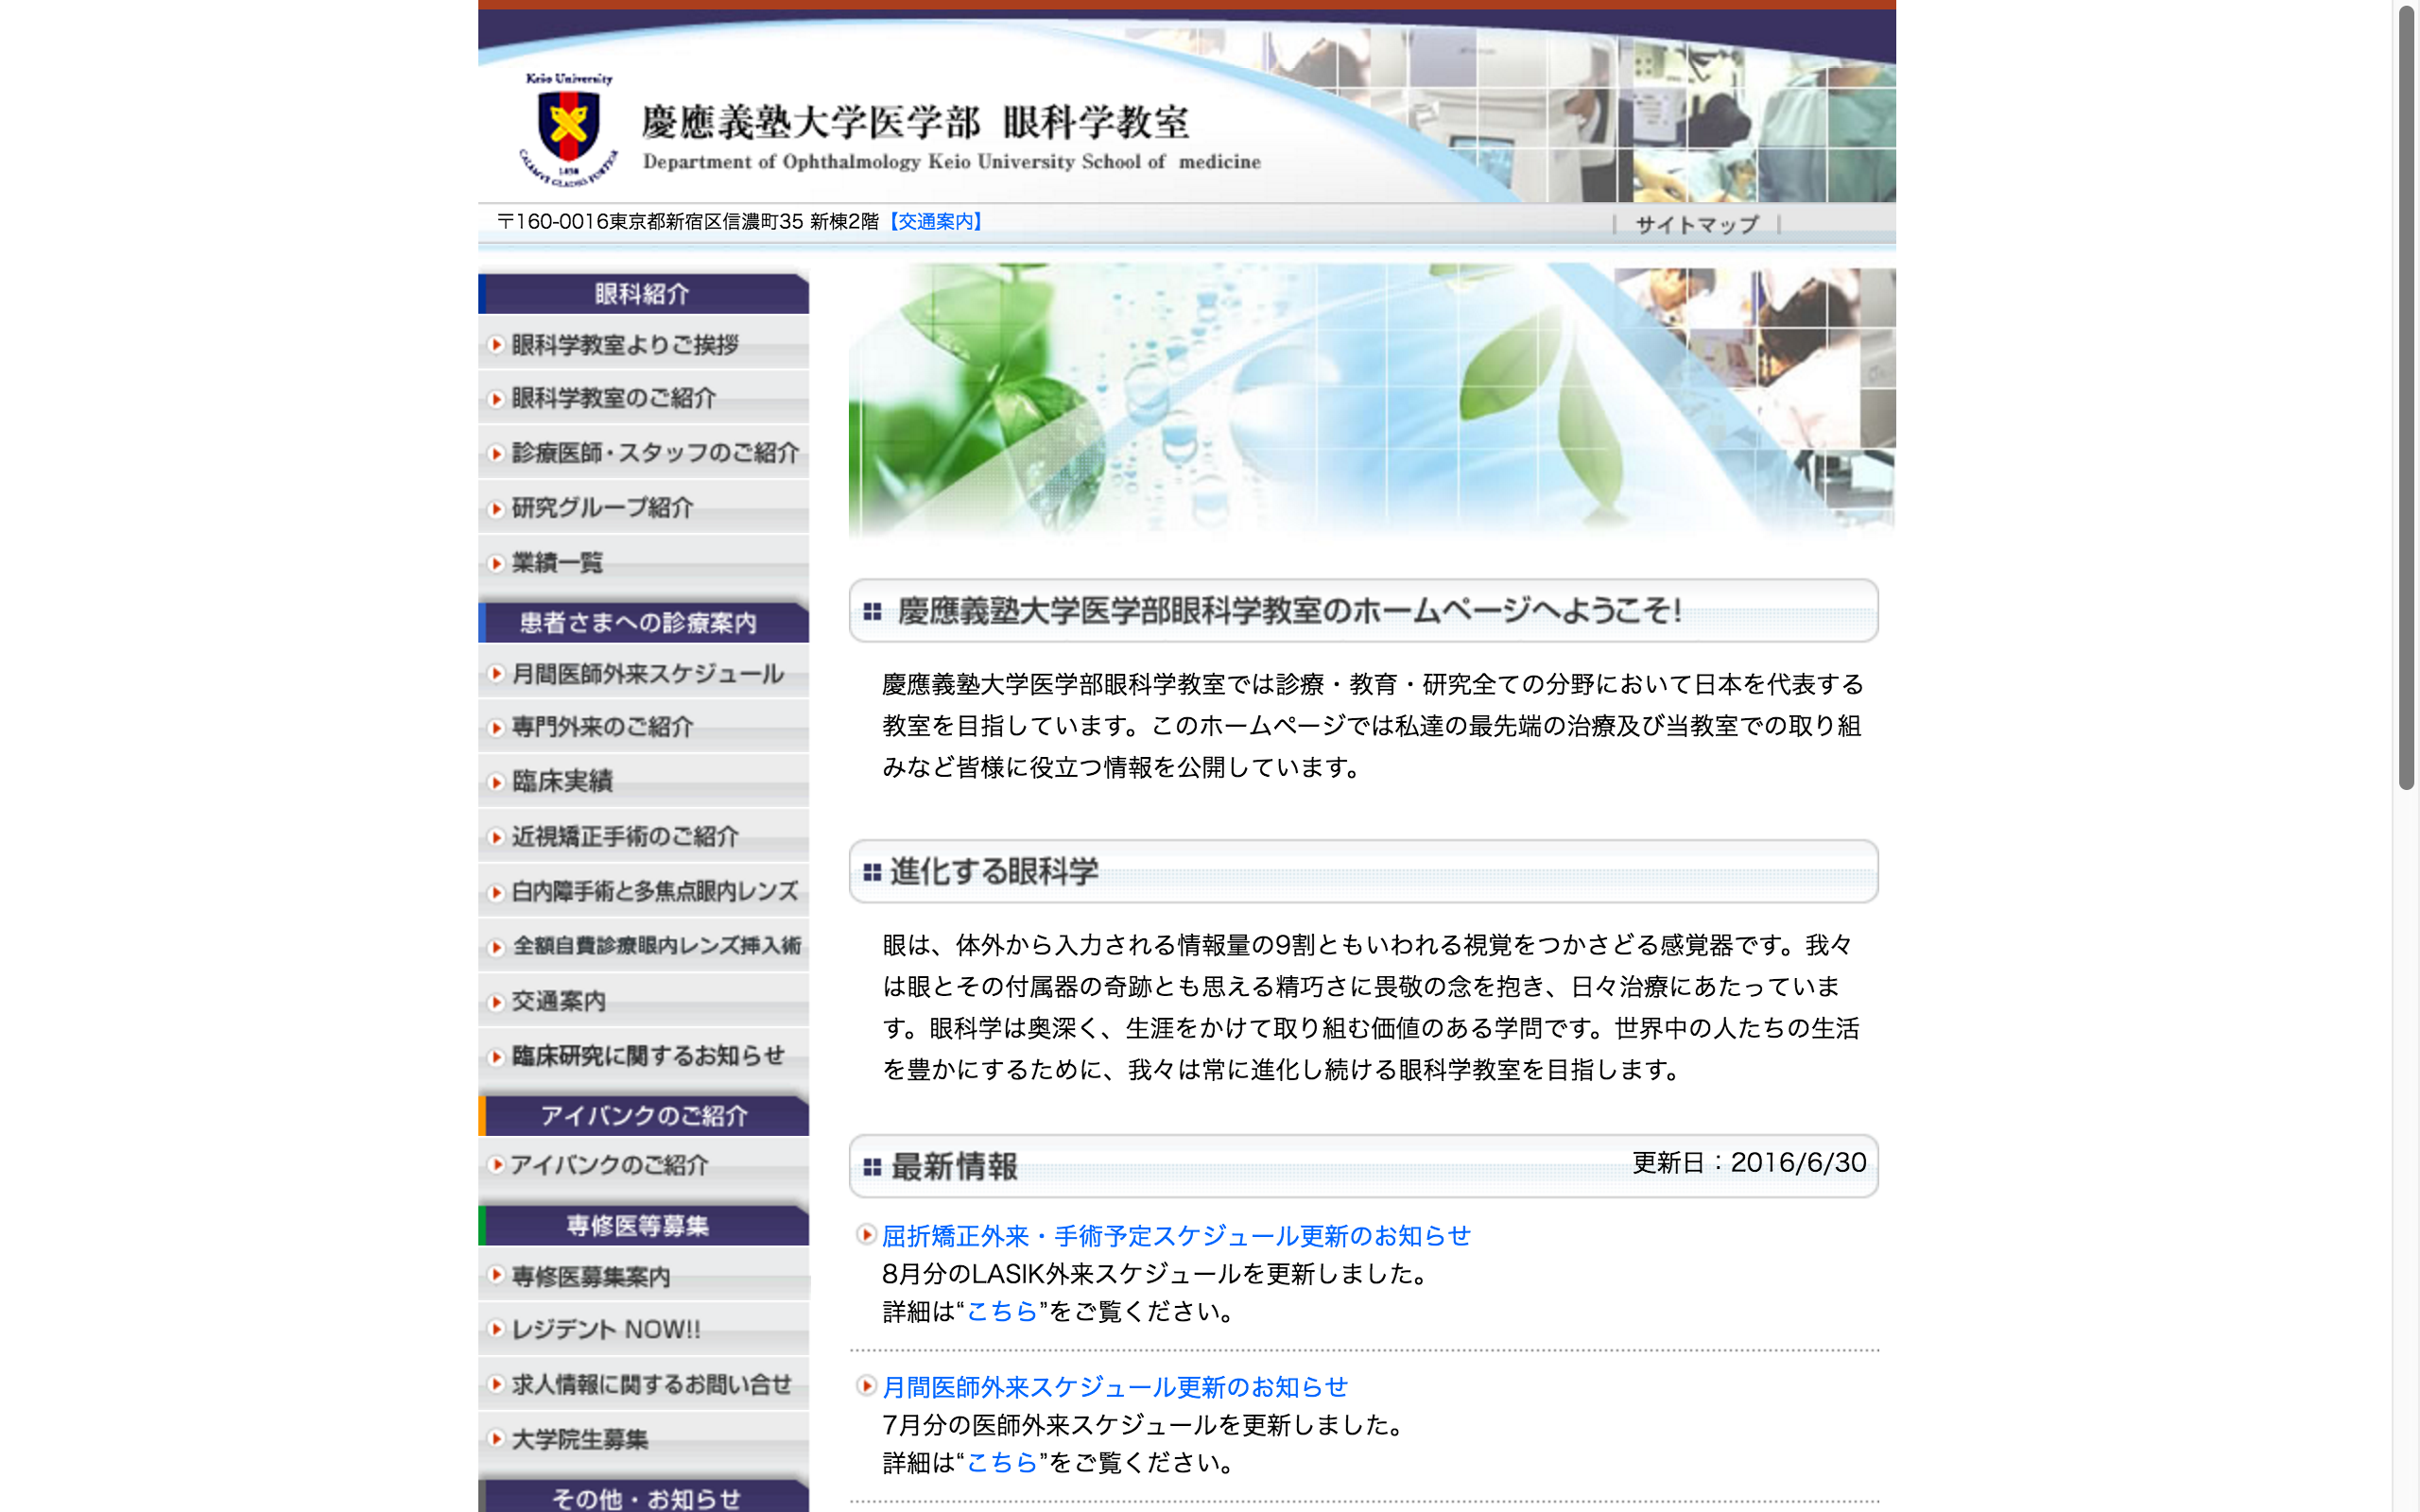 Keio University
1858
慶應義塾大学医学部 眼科学教室
Department of Ophthalmology Keio University School of medicine
〒160-0016東京都新宿区信濃町35 新棟2階【交通案内】
｜ サイトマップ ｜
眼科紹介
眼科学教室よりご挨拶
眼科学教室のご紹介
診療医師・スタッフのご紹介
研究グループ紹介
業績一覧
患者さまへの診療案内
月間医師外来スケジュール
専門外来のご紹介
臨床実績
近視矯正手術のご紹介
白内障手術と多焦点眼内レンズ
全額自費診療眼内レンズ挿入術
交通案内
臨床研究に関するお知らせ
アイバンクのご紹介
アイバンクのご紹介
専修医等募集
専修医募集案内
レジデント NOW!!
求人情報に関するお問い合せ
大学院生募集
その他・お知らせ
慶應義塾大学医学部眼科学教室のホームページへようこそ!
慶應義塾大学医学部眼科学教室では診療・教育・研究全ての分野において日本を代表する
教室を目指しています。このホームページでは私達の最先端の治療及び当教室での取り組
みなど皆様に役立つ情報を公開しています。
進化する眼科学
眼は、体外から入力される情報量の9割ともいわれる視覚をつかさどる感覚器です。我々
は眼とその付属器の奇跡とも思える精巧さに畏敬の念を抱き、日々治療にあたっていま
す。眼科学は奥深く、生涯をかけて取り組む価値のある学問です。世界中の人たちの生活
を豊かにするために、我々は常に進化し続ける眼科学教室を目指します。
最新情報
更新日：2016/6/30
屈折矯正外来・手術予定スケジュール更新のお知らせ
8月分のLASIK外来スケジュールを更新しました。
詳細は“こちら”をご覧ください。
月間医師外来スケジュール更新のお知らせ
7月分の医師外来スケジュールを更新しました。
詳細は“こちら”をご覧ください。